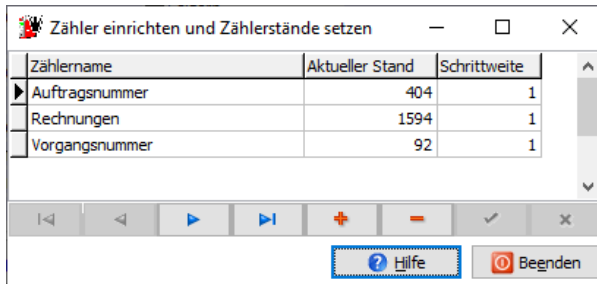 Zähler einrichten und Zählerstände setzen
Zählername Aktueller Stand Schrittweite
Auftragsnummer 404 1
Rechnungen 1594 1
Vorgangsnummer 92 1
Hilfe Beenden